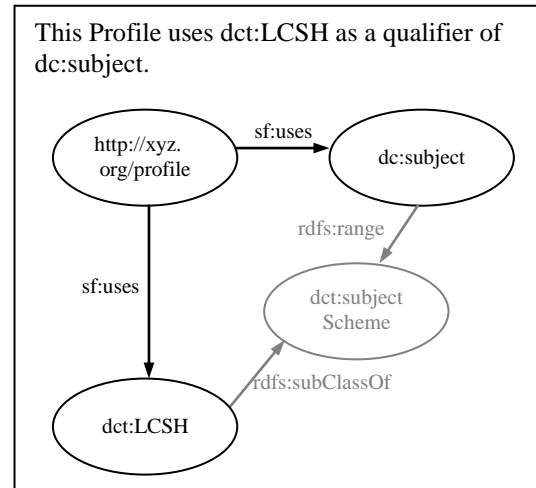 This Profile uses dct:LCSH as a qualifier of
dc:subject.
http://xyz.
org/profile
sf:uses
dc:subject
rdfs:range
sf:uses
dct:subject
Scheme
rdfs:subClassOf
dct:LCSH